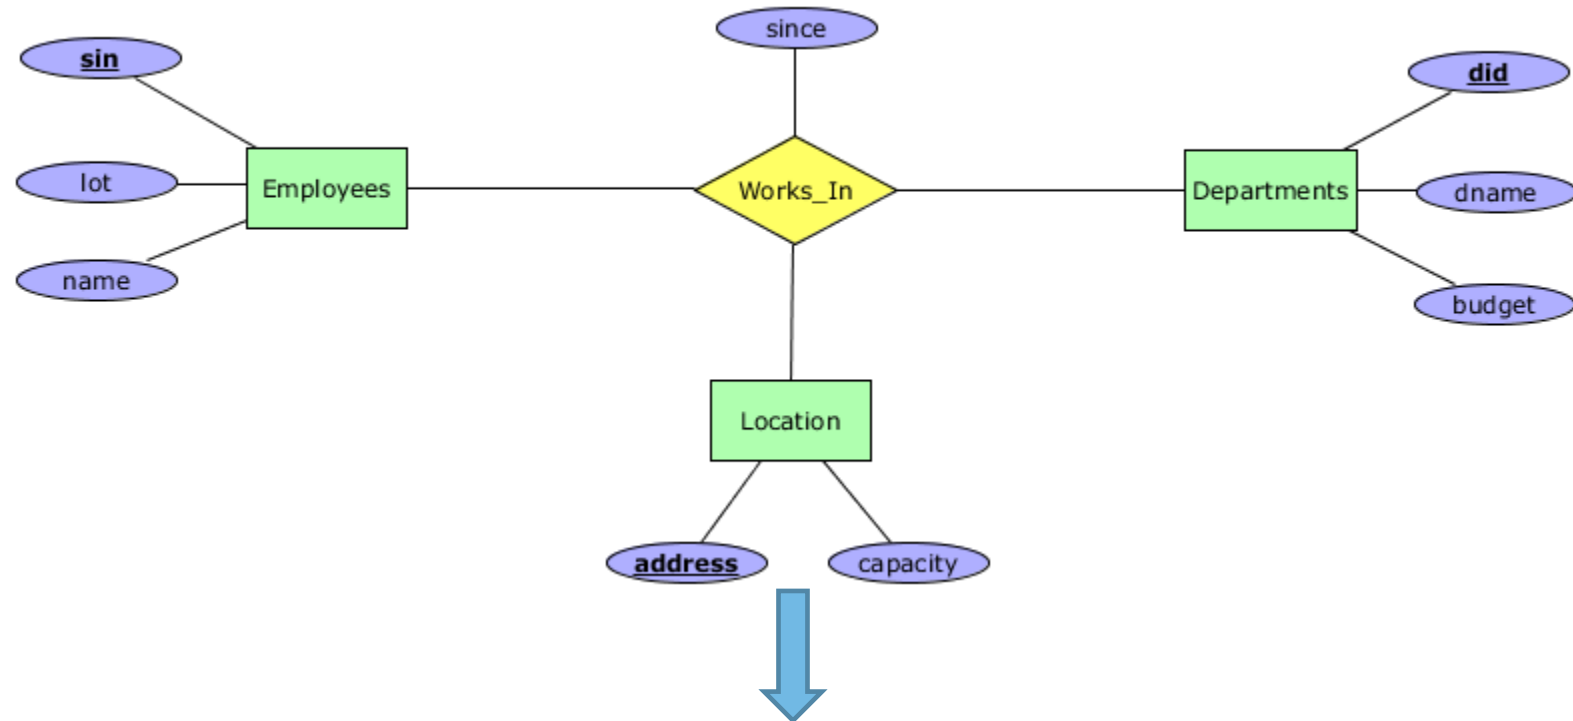 since
sin
did
lot
Employees
Works_In
Departments
dname
name
budget
Location
address
capacity